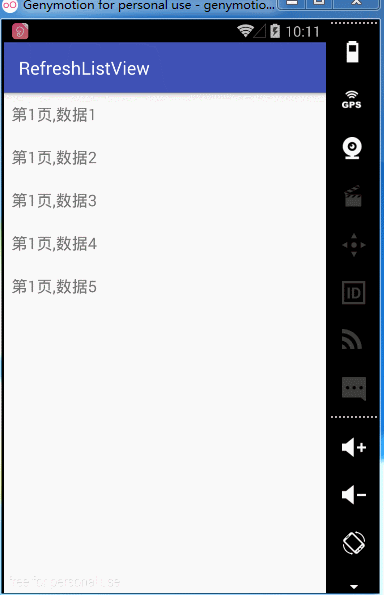 Genymotion for personal use - genymotio...
10:11
RefreshListView
GPS
第1页,数据1
第1页,数据2
第1页,数据3
第1页,数据4
ID
第1页,数据5
free for personal use